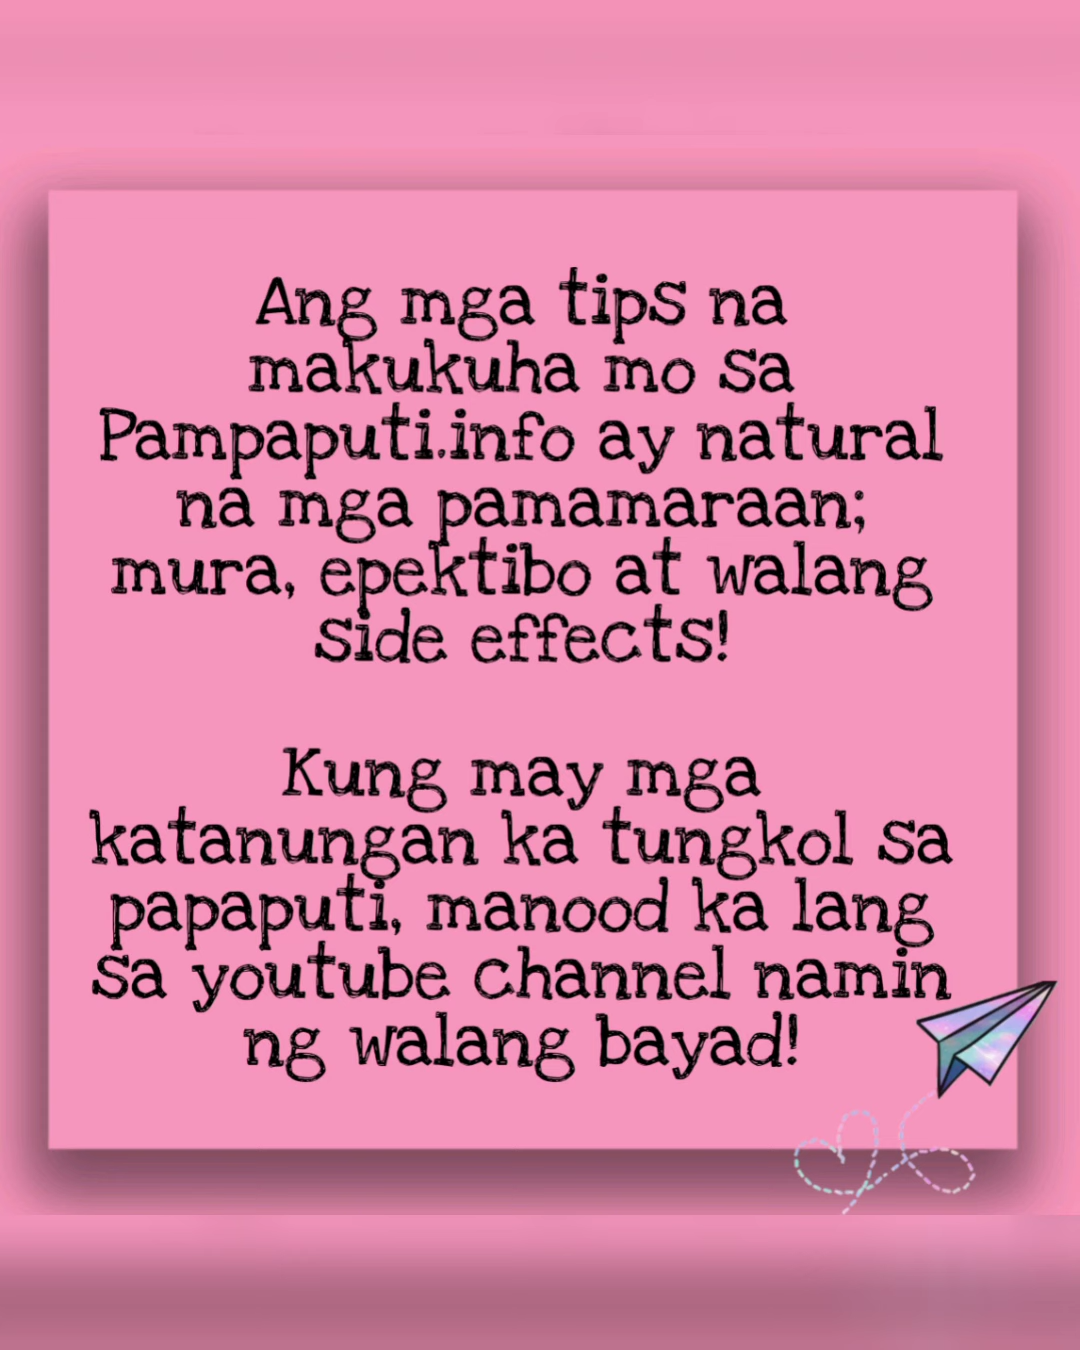 Ang mga tips na
makukuha mo sa
Pampaputi.info ay natural
na mga pamamaraan;
mura, epektibo at walang
side effects!
Kung may mga
katanungan ka tungkol sa
papaputi, manood ka lang
sa youtube channel namin
ng walang bayad!